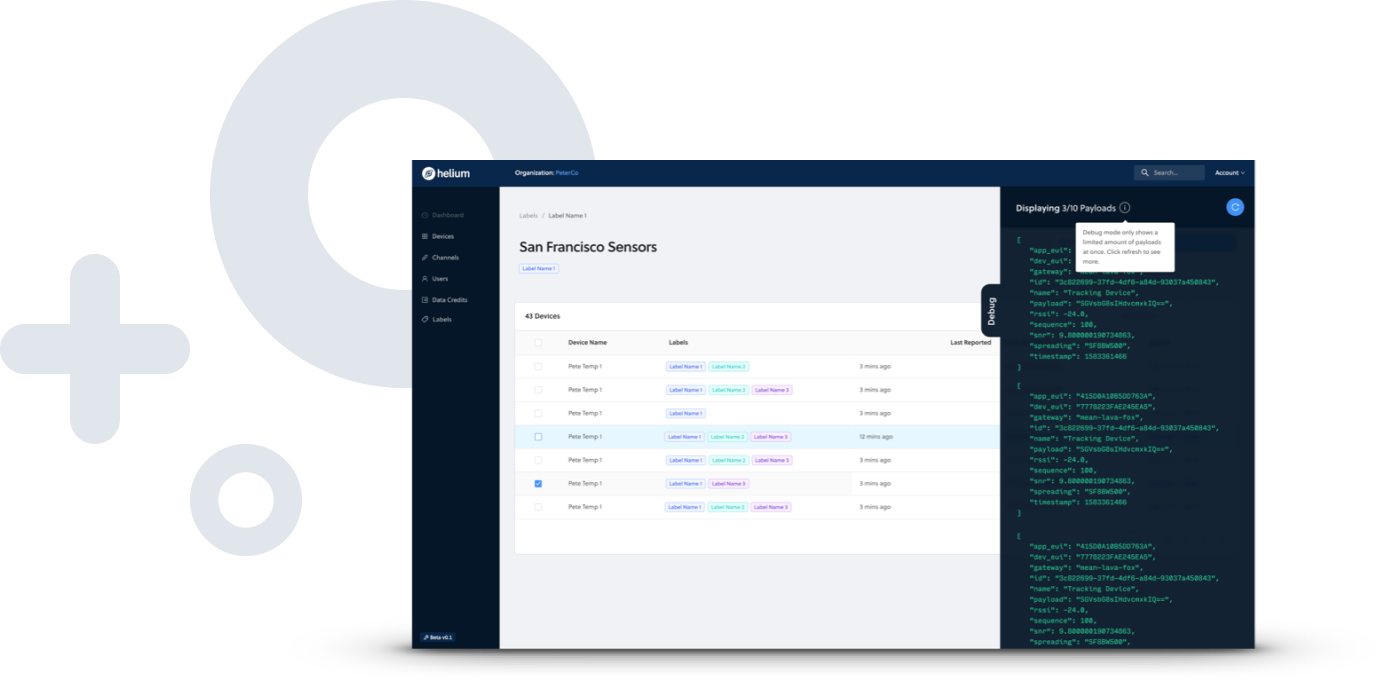 helium
Organization: PeterCo
Search...
Account
Dashboard
Devices
Channels
Users
Data Credits
Labels
Beta v0.1
Labels / Label Name 1
San Francisco Sensors
Label Name 1
43 Devices
Device Name Labels Last Reported
Pete Temp 1 Label Name 1 Label Name 2 3 mins ago
Pete Temp 1 Label Name 1 Label Name 2 Label Name 3 3 mins ago
Pete Temp 1 Label Name 1 3 mins ago
Pete Temp 1 Label Name 1 Label Name 2 Label Name 3 12 mins ago
Pete Temp 1 Label Name 1 Label Name 2 Label Name 3 3 mins ago
Pete Temp 1 Label Name 1 Label Name 3 3 mins ago
Pete Temp 1 Label Name 1 Label Name 2 Label Name 3 3 mins ago
Debug
Displaying 3/10 Payloads
Debug mode only shows a
limited amount of payloads
at once. Click refresh to see
more.
[
"app_eui":
"dev_eui":
"gateway":
"id": "3c822699-37fd-4df6-a84d-93037a450843",
"name": "Tracking Device",
"payload": "SGVsbG8sIHdvcmxkIQ==",
"rssi": -24.0,
"sequence": 100,
"snr": 9.800000190734863,
"spreading": "SF8BW500",
"timestamp": 1583361466
]
[
"app_eui": "415D0A10B5DD763A",
"dev_eui": "7778223FAE245EA5",
"gateway": "mean-lava-fox",
"id": "3c822699-37fd-4df6-a84d-93037a450843",
"name": "Tracking Device",
"payload": "SGVsbG8sIHdvcmxkIQ==",
"rssi": -24.0,
"sequence": 100,
"snr": 9.800000190734863,
"spreading": "SF8BW500",
"timestamp": 1583361466
]
[
"app_eui": "415D0A10B5DD763A",
"dev_eui": "7778223FAE245EA5",
"gateway": "mean-lava-fox",
"id": "3c822699-37fd-4df6-a84d-93037a450843",
"name": "Tracking Device",
"payload": "SGVsbG8sIHdvcmxkIQ==",
"rssi": -24.0,
"sequence": 100,
"snr": 9.800000190734863,
"spreading": "SF8BW500",